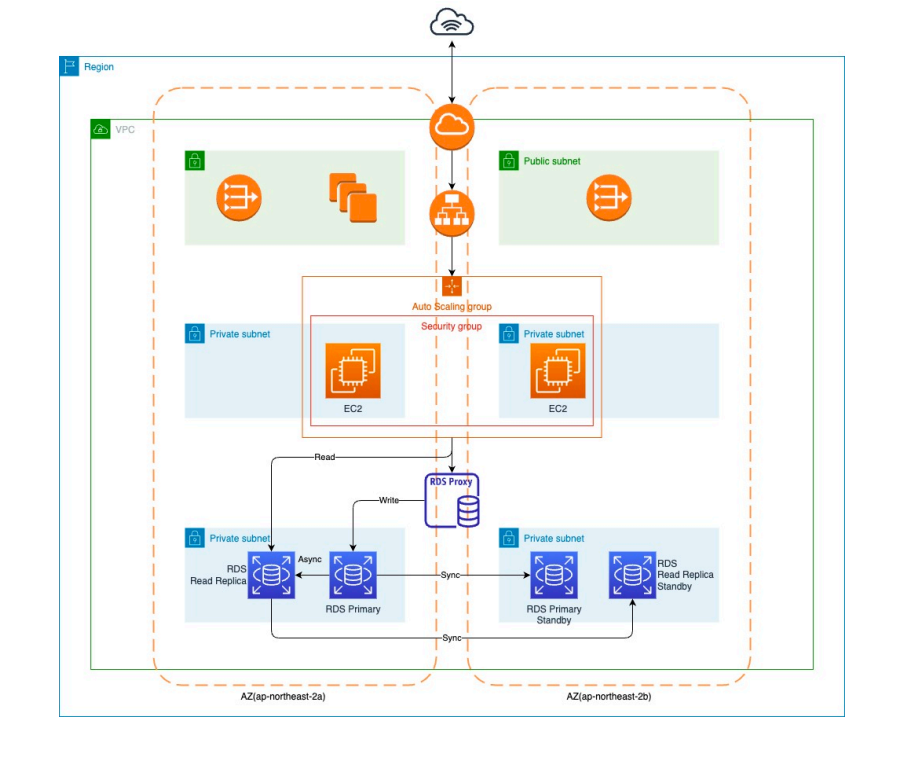 Region
VPC
Public subnet
Auto Scaling group
Security group
Private subnet
Private subnet
EC2
EC2
Read
RDS Proxy
Write
Private subnet
Private subnet
Async
RDS
Read Replica
RDS Primary
Sync
RDS Primary
Standby
RDS
Read Replica
Standby
Sync
AZ(ap-northeast-2a)
AZ(ap-northeast-2b)